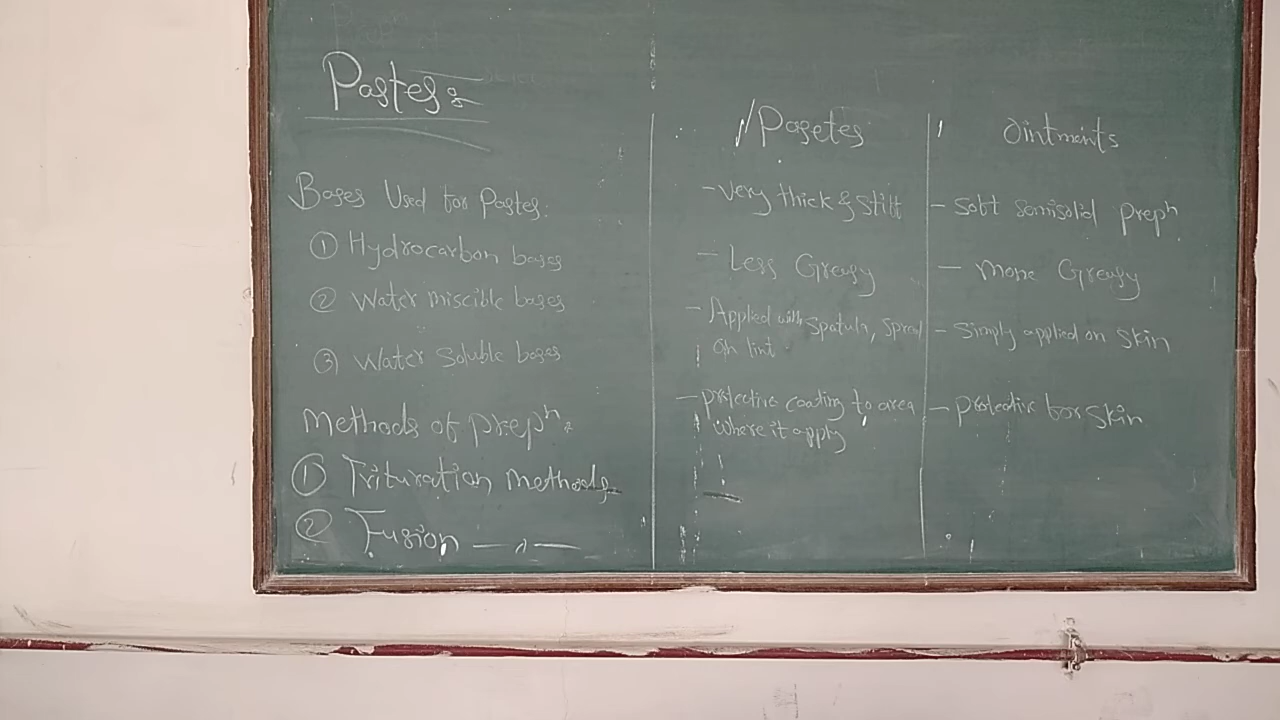 Pastes:
Bases Used for Pastes:
① Hydrocarbon bases
② Water miscible bases
③ Water Soluble bases
Methods of prepⁿ:
① Trituration methods
② Fusion — 〃 —
Pasetes
- very thick & stiff
- Less Greasy
- Applied with spatula, spread
on lint
- protective coating to area
where it apply
Ointments
- soft semisolid prepⁿ.
- more Greasy
- simply applied on skin
- protective for skin